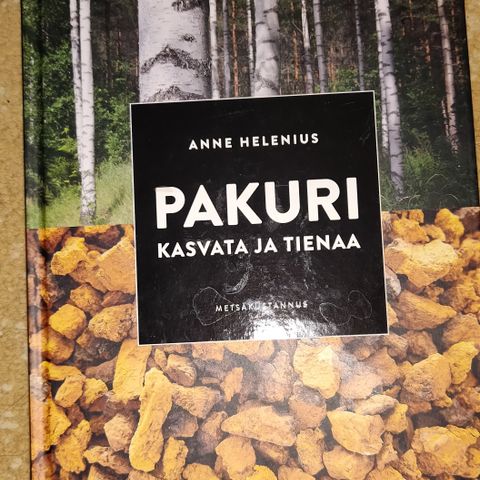 ANNE HELENIUS
PAKURI
KASVATA JA TIENAA
METSÄKUSTANNUS